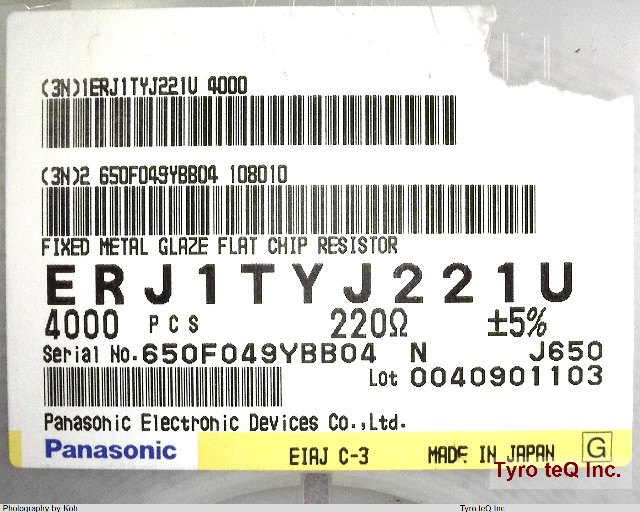 (3N)1ERJ1TYJ221U 4000
(3N)2 650F049YBB04 108010
FIXED METAL GLAZE FLAT CHIP RESISTOR
ERJ1TYJ221U
4000 PCS 220Ω ±5%
Serial No.650F049YBB04 N J650
Lot 0040901103
Panasonic Electronic Devices Co.,Ltd.
Panasonic EIAJ C-3 MADE IN JAPAN G
Tyro teQ Inc.
Photography by Koh Tyro teQ Inc